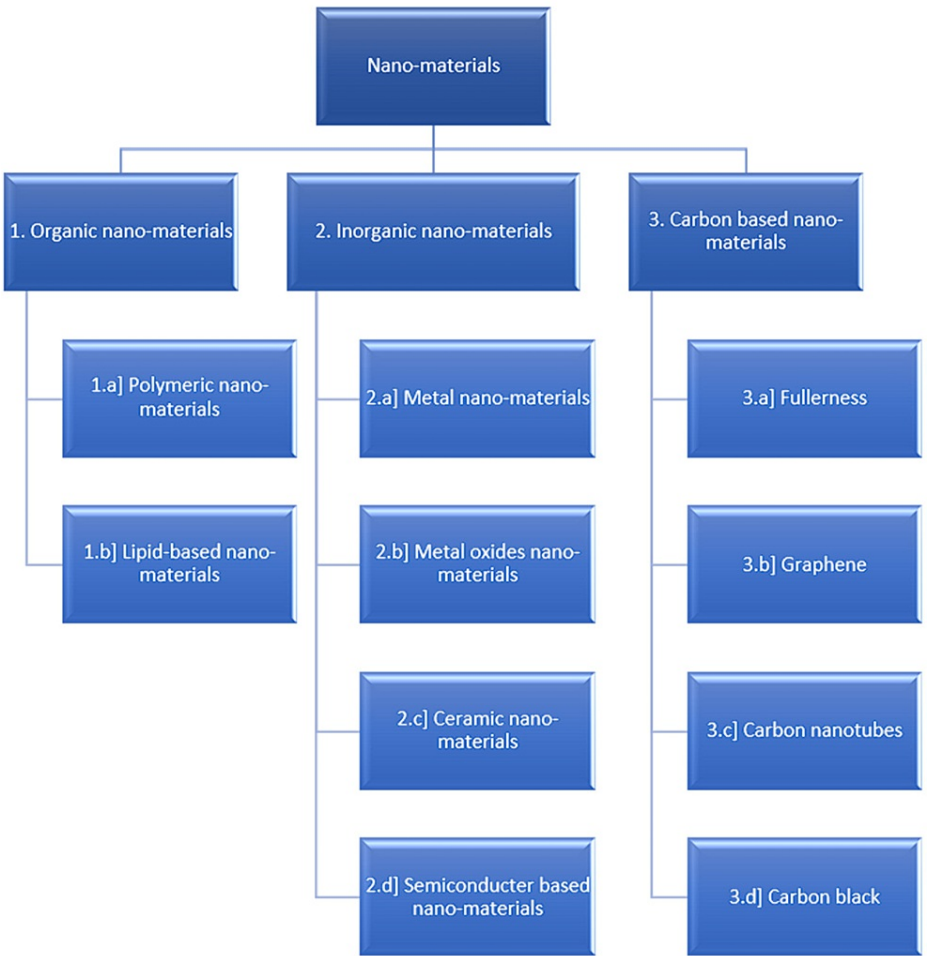 Nano-materials
1. Organic nano-materials
2. Inorganic nano-materials
3. Carbon based nano-
materials
1.a] Polymeric nano-
materials
1.b] Lipid-based nano-
materials
2.a] Metal nano-materials
2.b] Metal oxides nano-
materials
2.c] Ceramic nano-
materials
2.d] Semiconducter based
nano-materials
3.a] Fullerness
3.b] Graphene
3.c] Carbon nanotubes
3.d] Carbon black